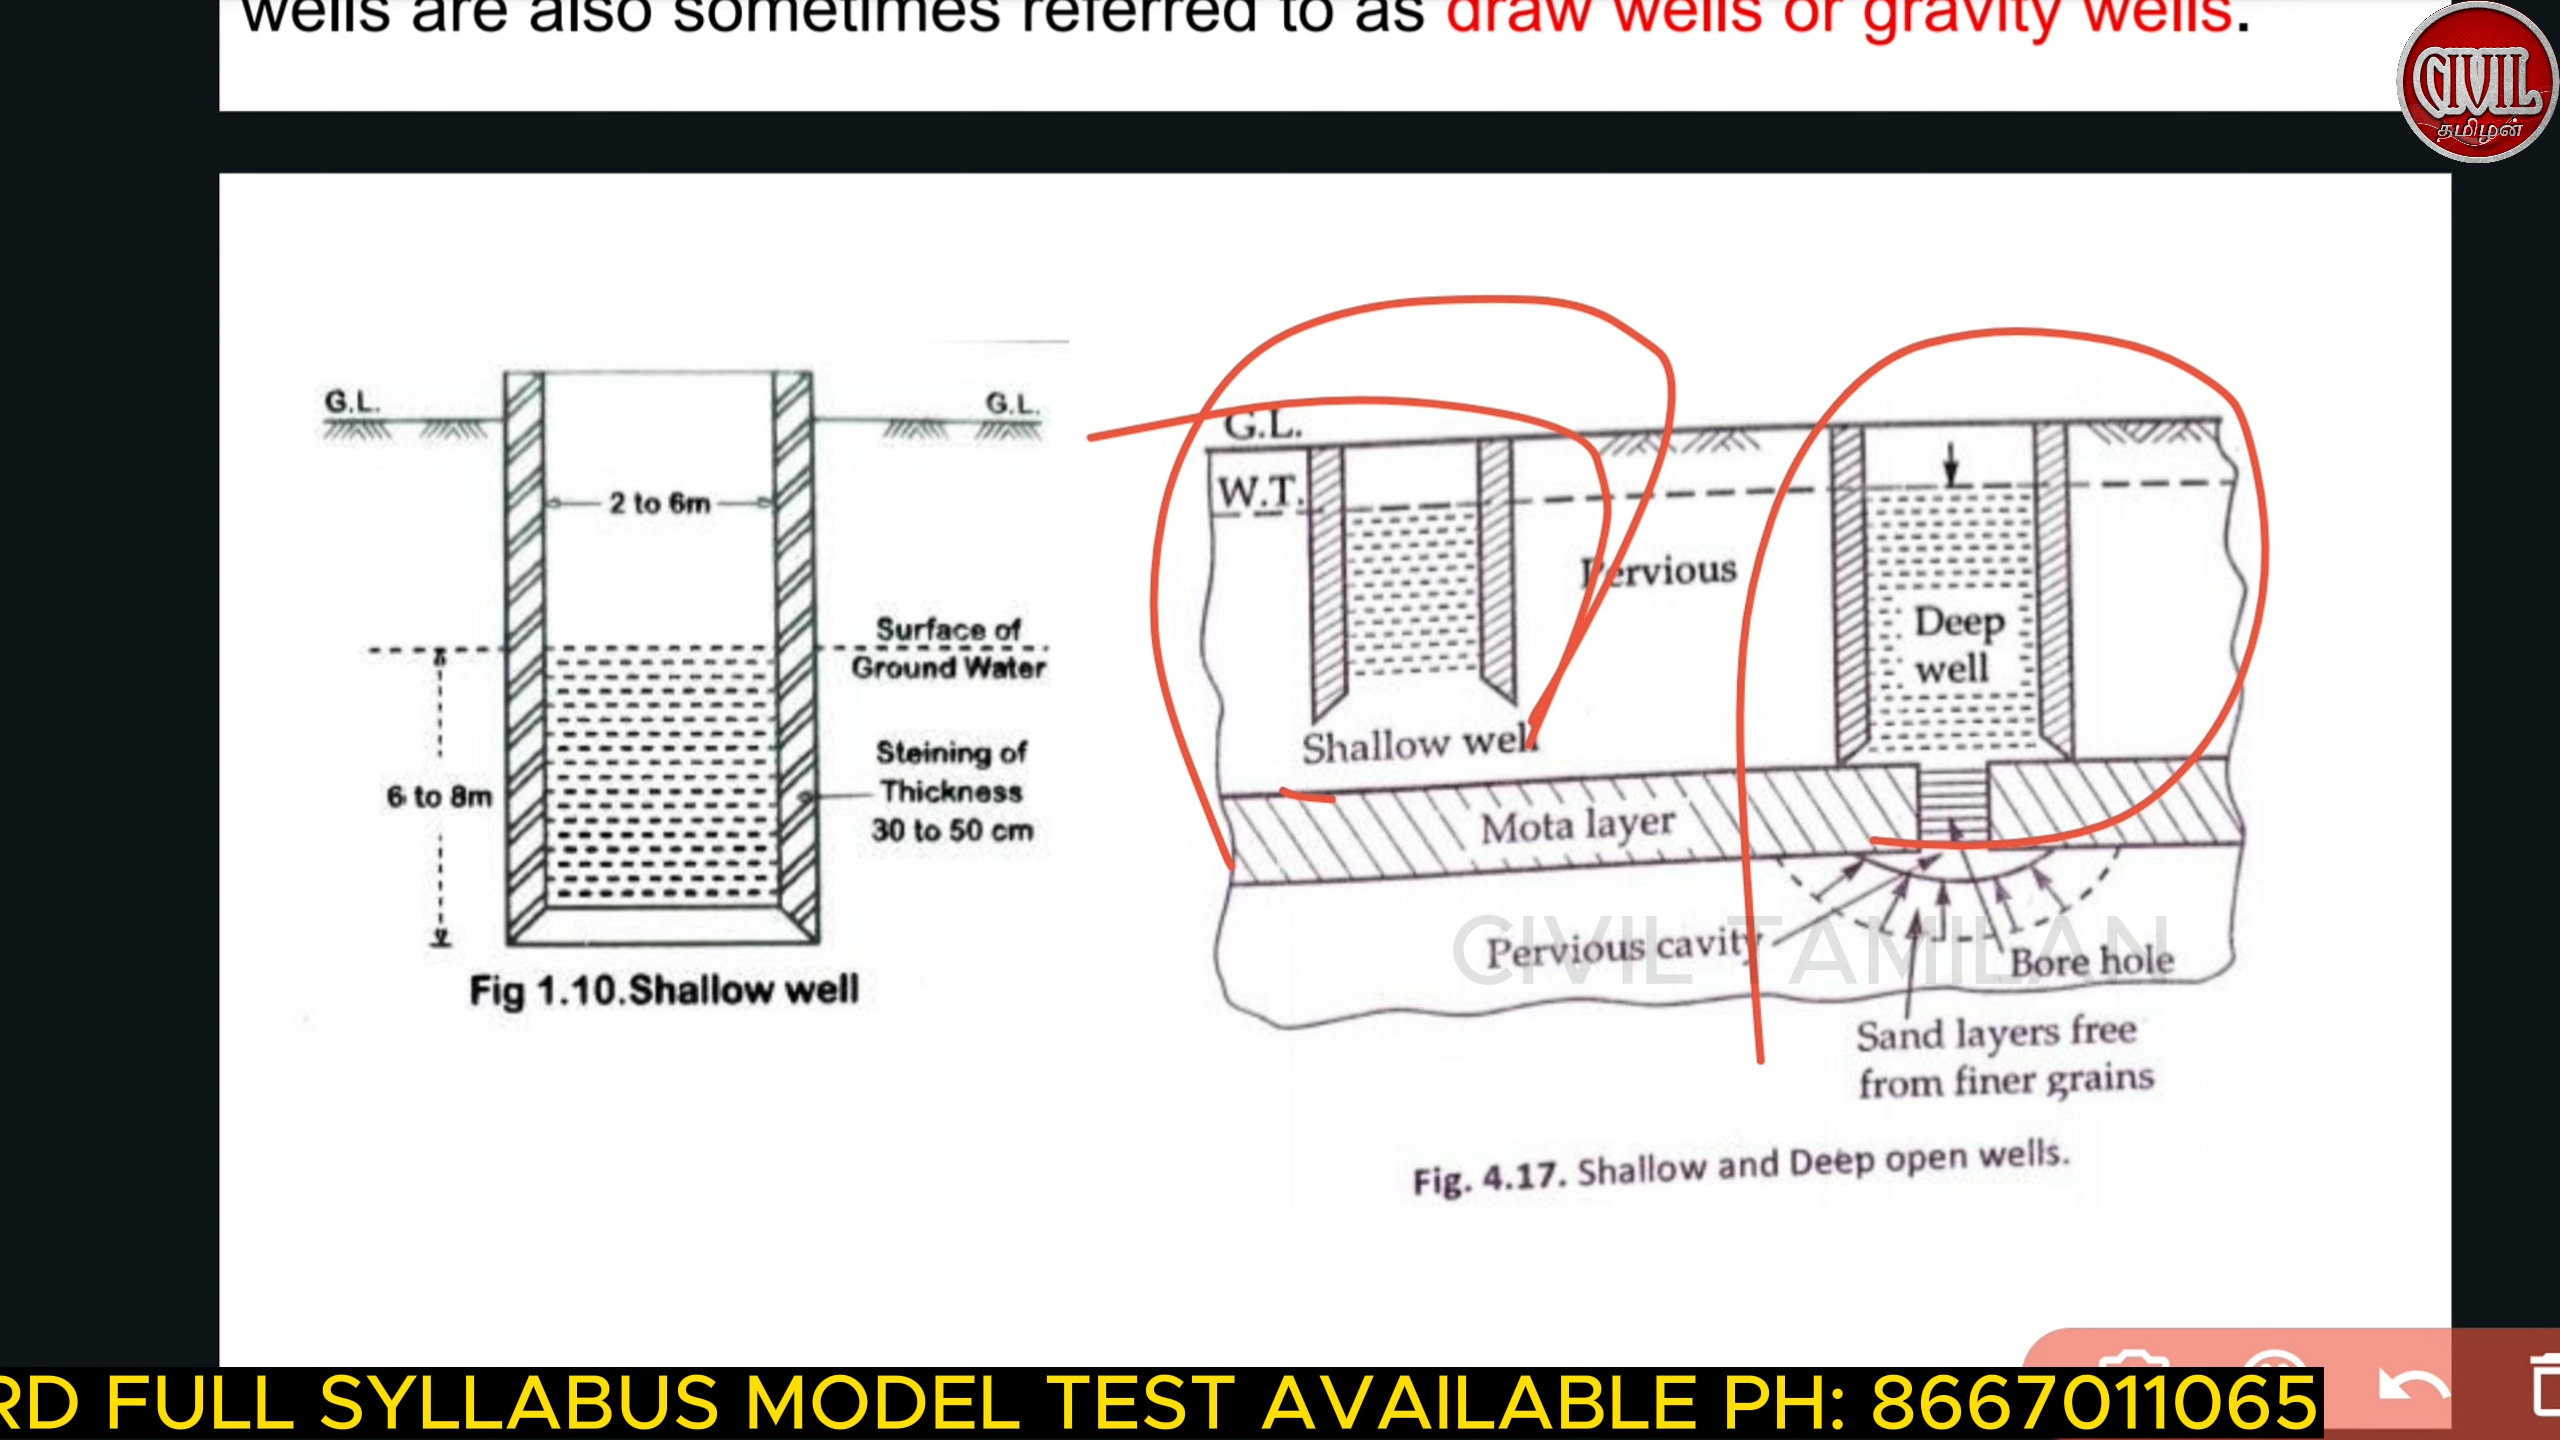 wells are also sometimes referred to as draw wells or gravity wells.
CIVIL
தமிழன்
G.L.
G.L.
2 to 6m
Surface of
Ground Water
6 to 8m
Steining of
Thickness
30 to 50 cm
Fig 1.10.Shallow well
G.L.
W.T.
Pervious
Deep
well
Shallow well
Mota layer
Pervious cavity
Bore hole
CIVIL TAMILAN
Sand layers free
from finer grains
Fig. 4.17. Shallow and Deep open wells.
RD FULL SYLLABUS MODEL TEST AVAILABLE PH: 8667011065